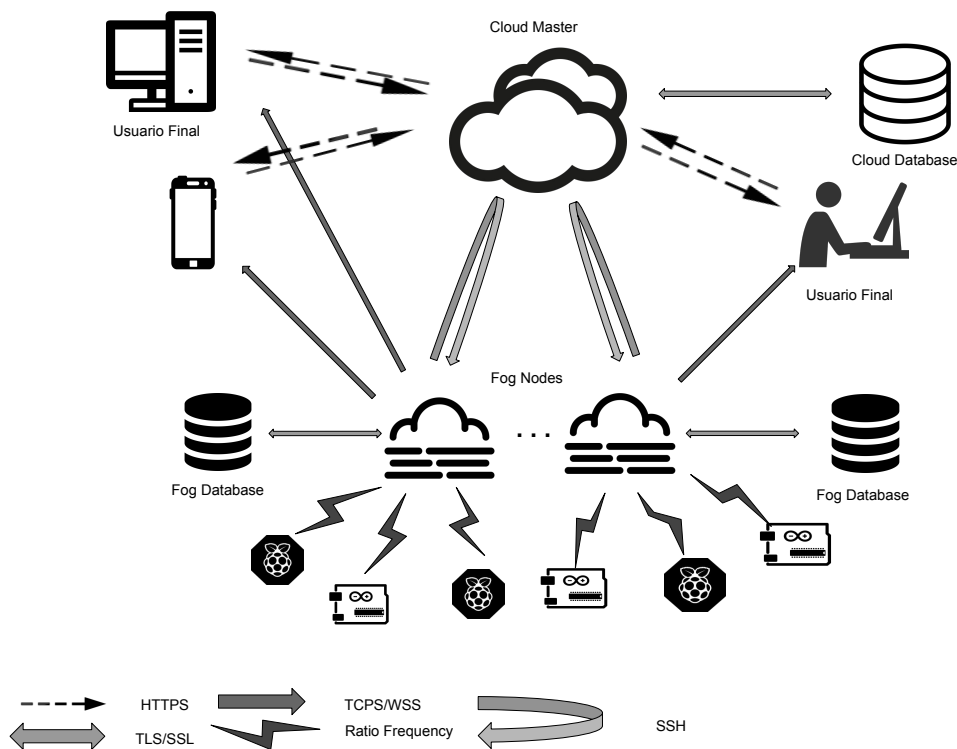 Cloud Master
Usuario Final
Cloud Database
Usuario Final
Fog Nodes
. . .
Fog Database
Fog Database
HTTPS
TCPS/WSS
SSH
TLS/SSL
Ratio Frequency